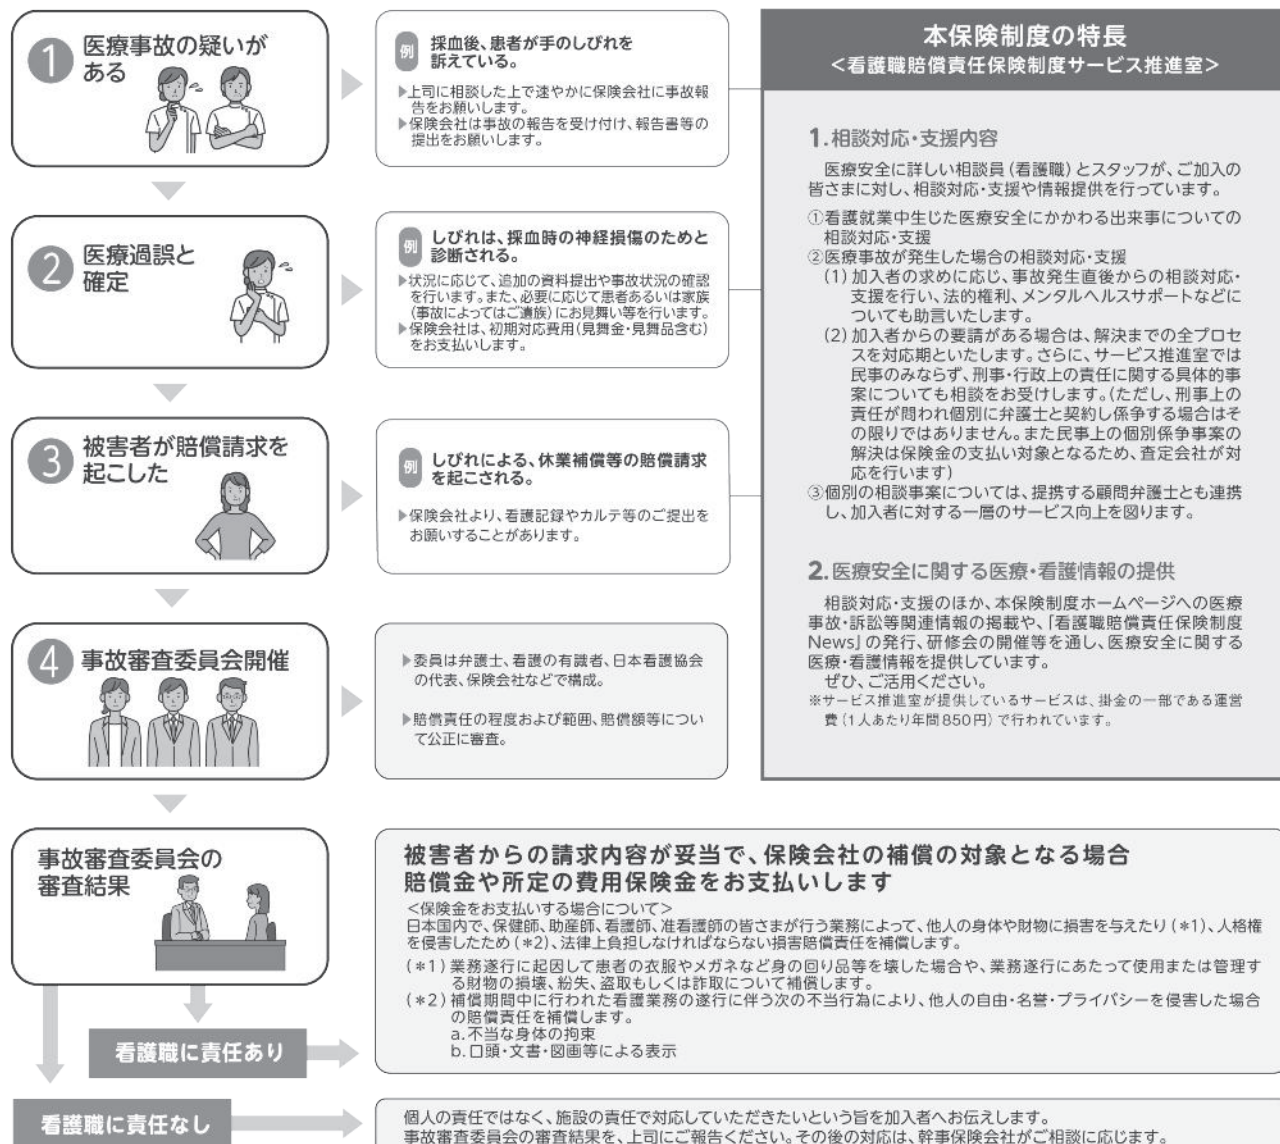 1
医療事故の疑いが
ある
例
採血後、患者が手のしびれを
訴えている。
▶上司に相談した上で速やかに保険会社に事故報
告をお願いします。
▶保険会社は事故の報告を受け付け、報告書等の
提出をお願いします。
2
医療過誤と
確定
例
しびれは、採血時の神経損傷のためと
診断される。
▶状況に応じて、追加の資料提出や事故状況の確認
を行います。また、必要に応じて患者あるいは家族
(事故によってはご遺族)にお見舞い等を行います。
▶保険会社は、初期対応費用(見舞金・見舞品含む)
をお支払いします。
3
被害者が賠償請求を
起こした
例
しびれによる、休業補償等の賠償請求
を起こされる。
▶保険会社より、看護記録やカルテ等のご提出を
お願いすることがあります。
4
事故審査委員会開催
▶委員は弁護士、看護の有識者、日本看護協会
の代表、保険会社などで構成。
▶賠償責任の程度および範囲、賠償額等につい
て公正に審査。
本保険制度の特長
<看護職賠償責任保険制度サービス推進室>
1.相談対応・支援内容
医療安全に詳しい相談員(看護職)とスタッフが、ご加入の
皆さまに対し、相談対応・支援や情報提供を行っています。
①看護就業中生じた医療安全にかかわる出来事についての
相談対応・支援
②医療事故が発生した場合の相談対応・支援
(1)加入者の求めに応じ、事故発生直後からの相談対応・
支援を行い、法的権利、メンタルヘルスサポートなどに
ついても助言いたします。
(2)加入者からの要請がある場合は、解決までの全プロセ
スを対応期といたします。さらに、サービス推進室では
民事のみならず、刑事・行政上の責任に関する具体的事
案についても相談をお受けします。(ただし、刑事上の
責任が問われ個別に弁護士と契約し係争する場合はそ
の限りではありません。また民事上の個別係争事案の
解決は保険金の支払い対象となるため、査定会社が対
応を行います)
③個別の相談事案については、提携する顧問弁護士とも連携
し、加入者に対する一層のサービス向上を図ります。
2.医療安全に関する医療・看護情報の提供
相談対応・支援のほか、本保険制度ホームページへの医療
事故・訴訟等関連情報の掲載や、「看護職賠償責任保険制度
News」の発行、研修会の開催等を通し、医療安全に関する
医療・看護情報を提供しています。
ぜひ、ご活用ください。
※サービス推進室が提供しているサービスは、掛金の一部である運営
費(1人あたり年間850円)で行われています。
事故審査委員会の
審査結果
被害者からの請求内容が妥当で、保険会社の補償の対象となる場合
賠償金や所定の費用保険金をお支払いします
<保険金をお支払いする場合について>
日本国内で、保健師、助産師、看護師、准看護師の皆さまが行う業務によって、他人の身体や財物に損害を与えたり(*1)、人格権
を侵害したため(*2)、法律上負担しなければならない損害賠償責任を補償します。
(*1)業務遂行に起因して患者の衣服やメガネなど身の回り品等を壊した場合や、業務遂行にあたって使用または管理す
る財物の損壊、紛失、盗取もしくは詐取について補償します。
(*2)補償期間中に行われた看護業務の遂行に伴う次の不当行為により、他人の自由・名誉・プライバシーを侵害した場合
の賠償責任を補償します。
a.不当な身体の拘束
b.口頭・文書・図画等による表示
看護職に責任あり
看護職に責任なし
個人の責任ではなく、施設の責任で対応していただきたいという旨を加入者へお伝えします。
事故審査委員会の審査結果を、上司にご報告ください。その後の対応は、幹事保険会社がご相談に応じます。